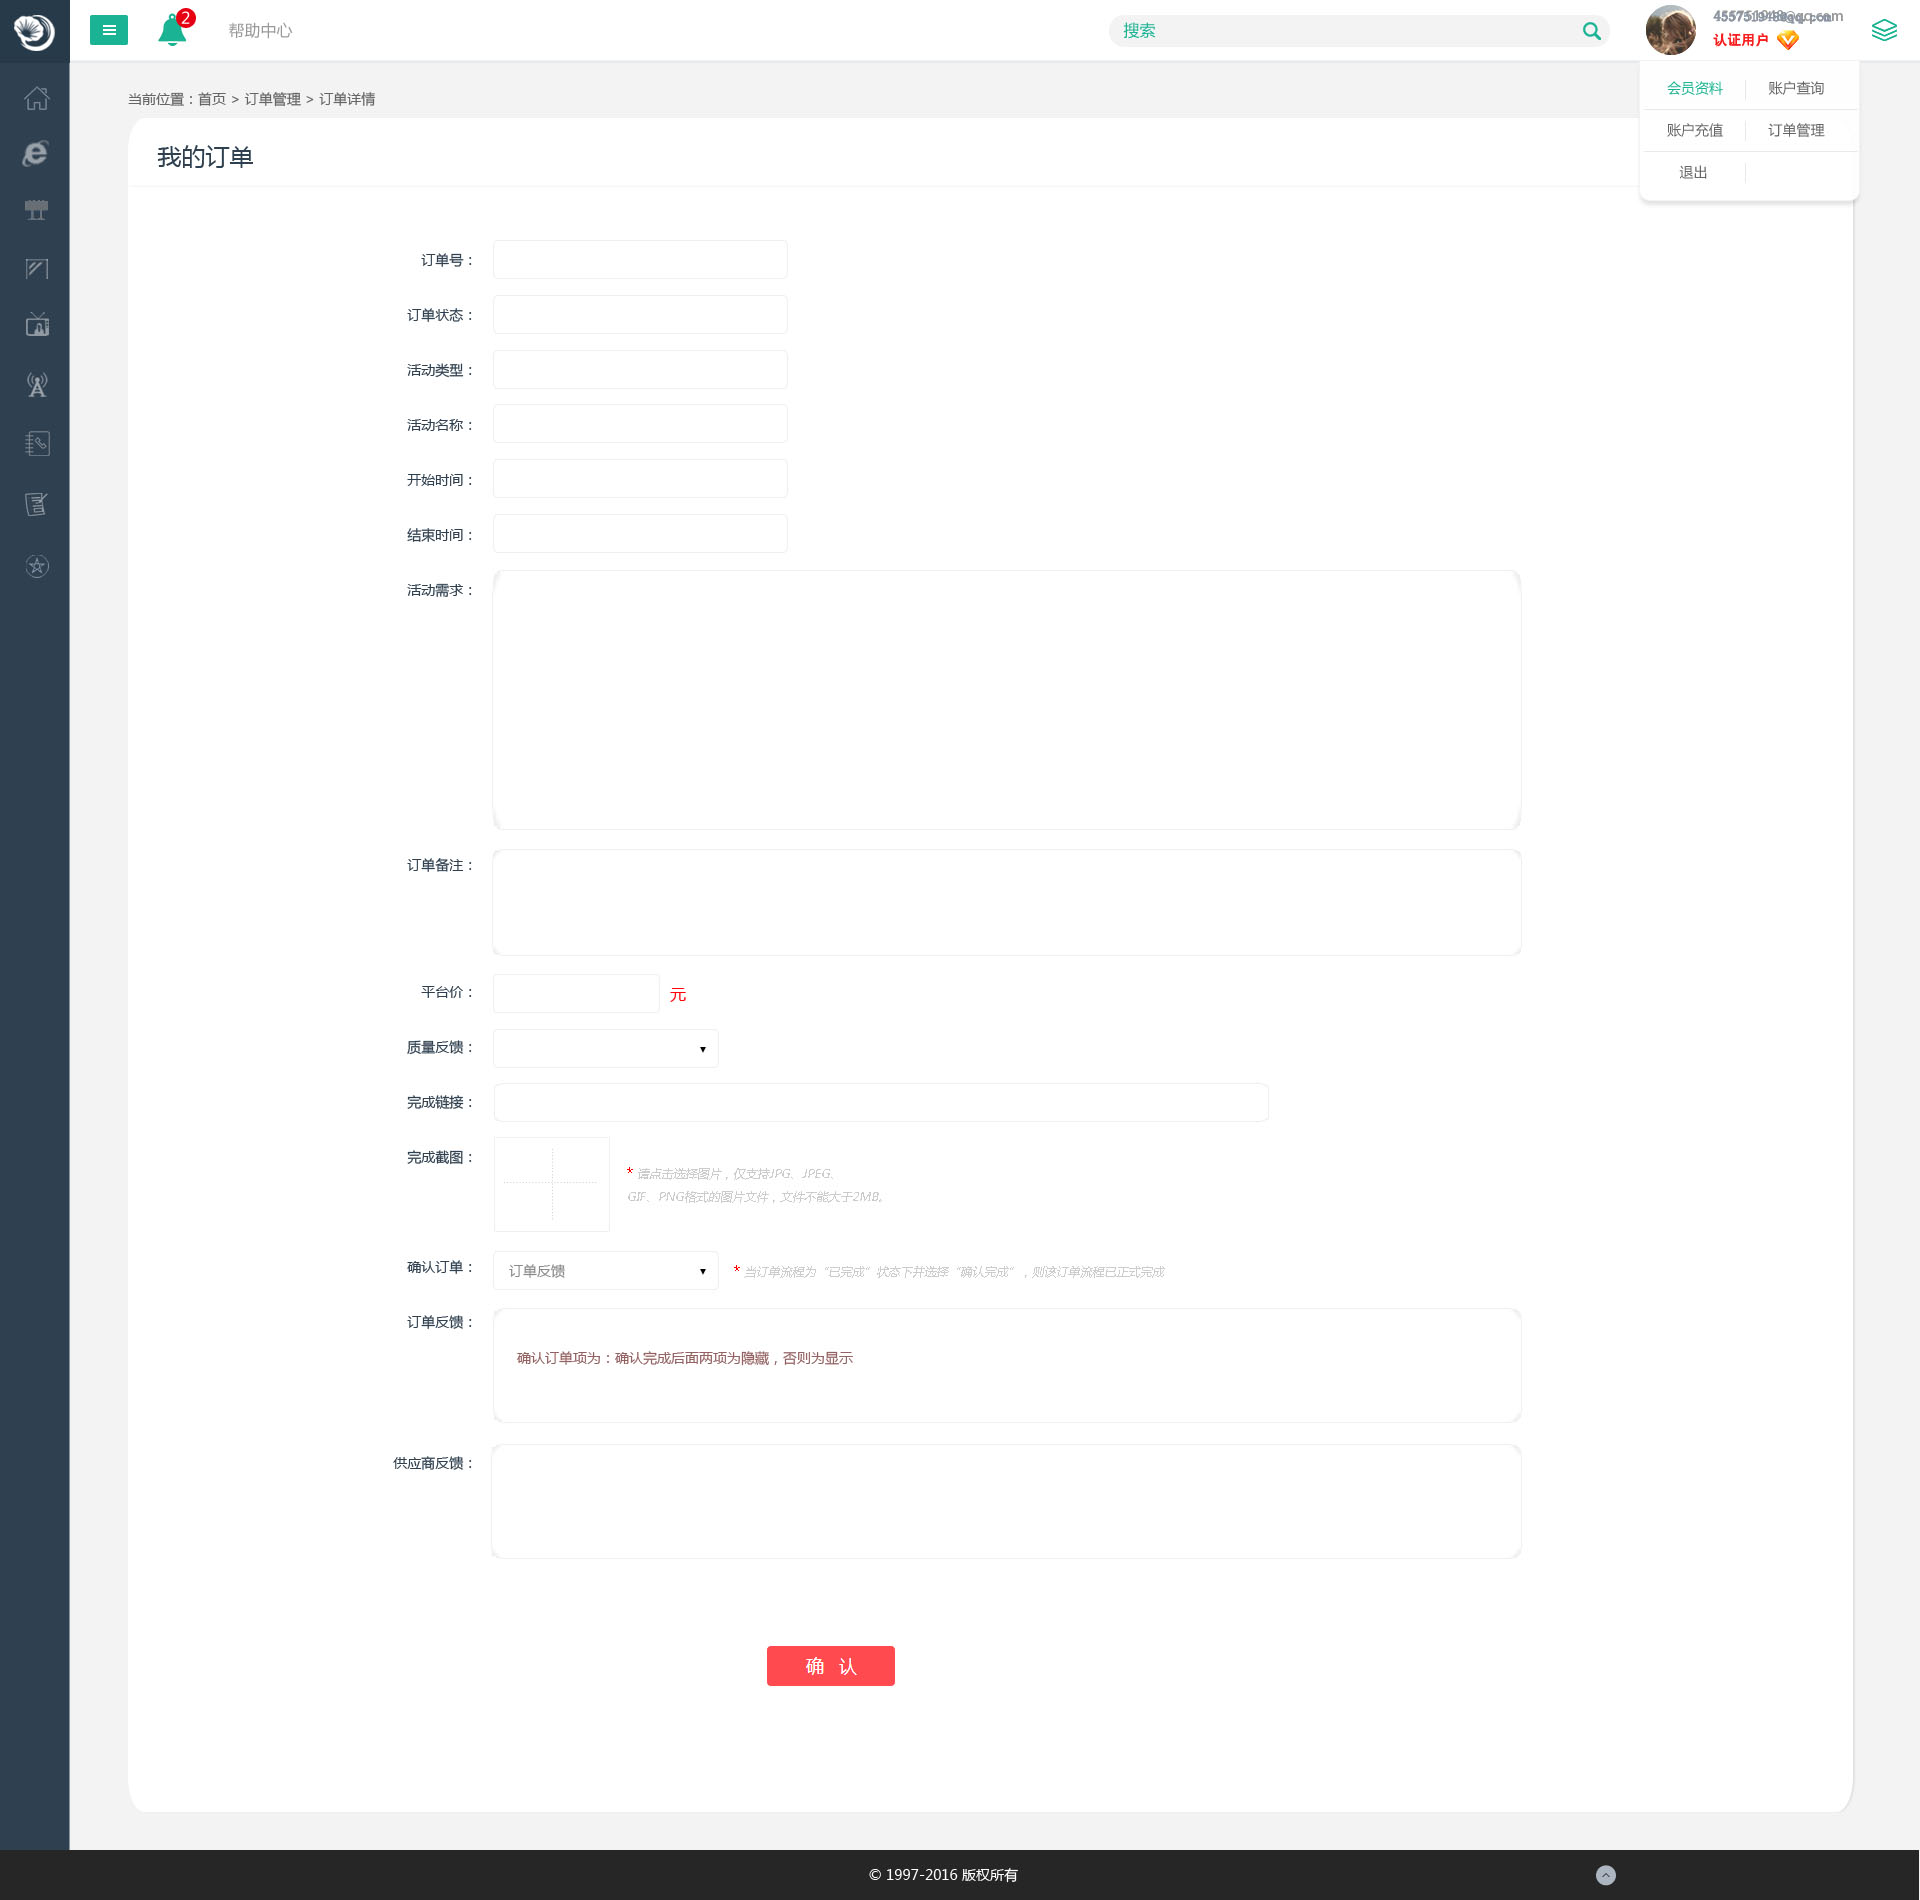 2
帮助中心
搜索
认证用户
会员资料
账户查询
账户充值
订单管理
退出
当前位置：首页 > 订单管理 > 订单详情
我的订单
订单号：
订单状态：
活动类型：
活动名称：
开始时间：
结束时间：
活动需求：
订单备注：
平台价：
元
质量反馈：
完成链接：
完成截图：
* 请点击选择图片，仅支持JPG、JPEG、
GIF、PNG格式的图片文件，文件不能大于2MB。
确认订单：
订单反馈
* 当订单流程为“已完成”状态下并选择“确认完成”，则该订单流程已正式完成
订单反馈：
确认订单项为：确认完成后面两项为隐藏，否则为显示
供应商反馈：
确 认
© 1997-2016 版权所有